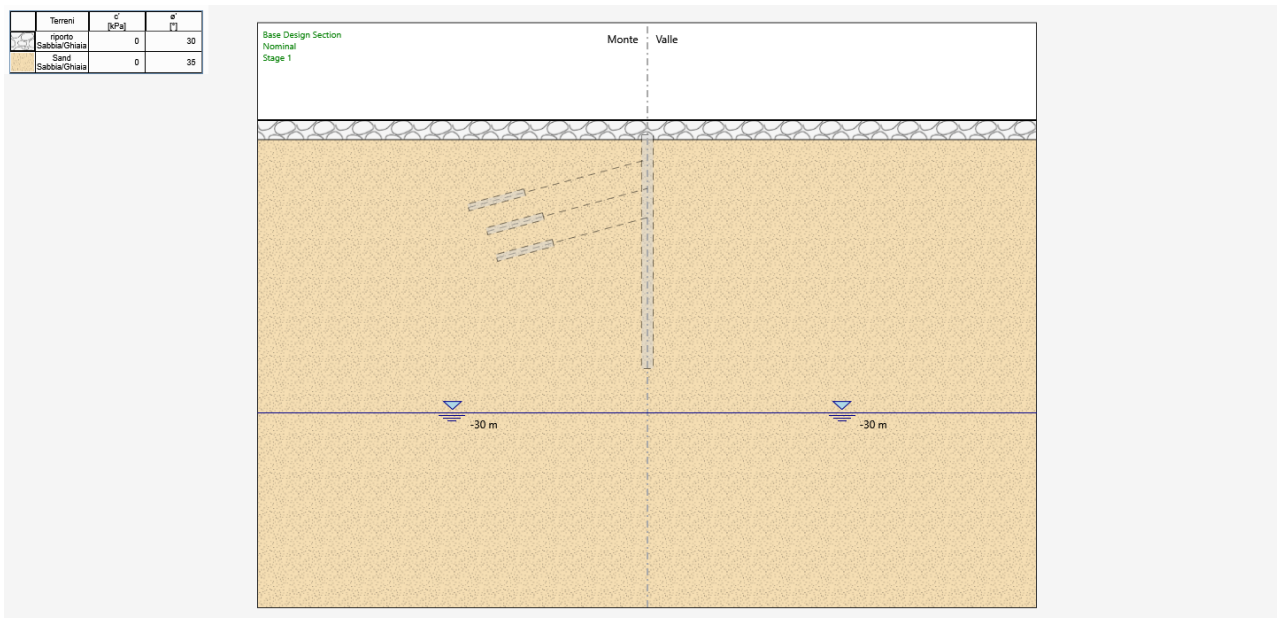 Terreni c' ø'
[kPa] [°]
riporto
Sabbia/Ghiaia 0 30
Sand
Sabbia/Ghiaia 0 35
Base Design Section
Nominal
Stage 1
Monte Valle
-30 m -30 m